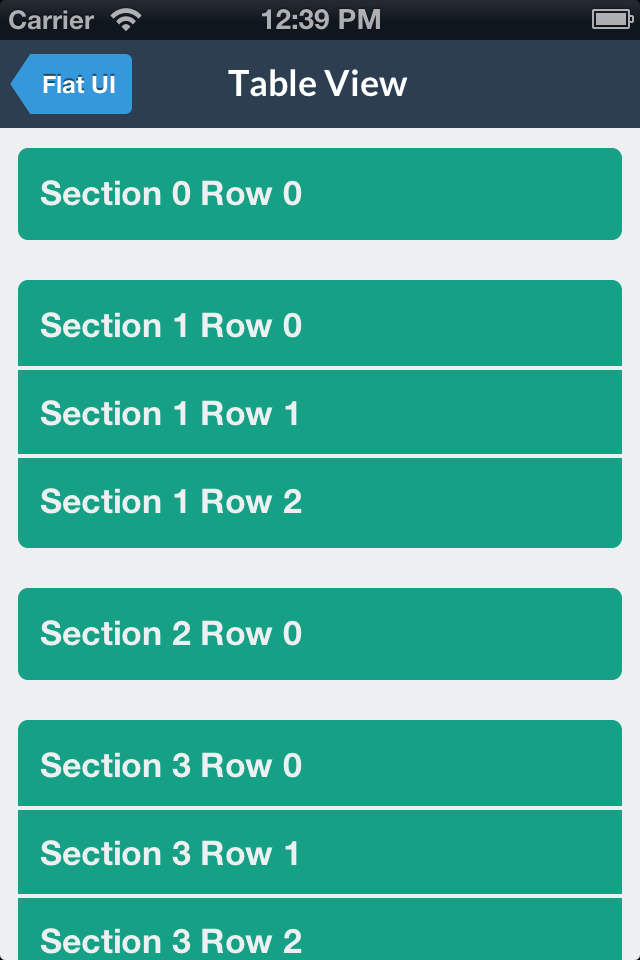 Carrier 12:39 PM
Flat UI Table View
Section 0 Row 0
Section 1 Row 0
Section 1 Row 1
Section 1 Row 2
Section 2 Row 0
Section 3 Row 0
Section 3 Row 1
Section 3 Row 2